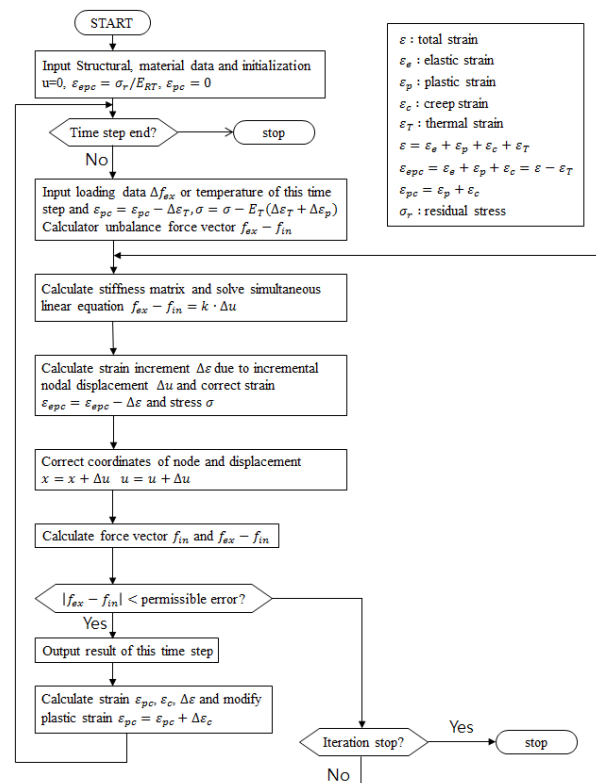 START
Input Structural, material data and initialization
u=0, εₑₚ𝒸 = σᵣ/E_RT, εₚ𝒸 = 0
Time step end?
stop
No
Input loading data Δf_ex or temperature of this time
step and ε_pc = ε_pc − Δε_T, σ = σ − E_T(Δε_T + Δε_p)
Calculator unbalance force vector f_ex − f_in
Calculate stiffness matrix and solve simultaneous
linear equation f_ex − f_in = k · Δu
Calculate strain increment Δε due to incremental
nodal displacement Δu and correct strain
ε_epc = ε_epc − Δε and stress σ
Correct coordinates of node and displacement
x = x + Δu u = u + Δu
Calculate force vector f_in and f_ex − f_in
|f_ex − f_in| < permissible error?
Yes
Output result of this time step
Calculate strain ε_pc, ε_c, Δε and modify
plastic strain ε_pc = ε_pc + Δε_c
Iteration stop?
Yes
stop
No
ε : total strain
ε_e : elastic strain
ε_p : plastic strain
ε_c : creep strain
ε_T : thermal strain
ε = ε_e + ε_p + ε_c + ε_T
ε_epc = ε_e + ε_p + ε_c = ε − ε_T
ε_pc = ε_p + ε_c
σ_r : residual stress